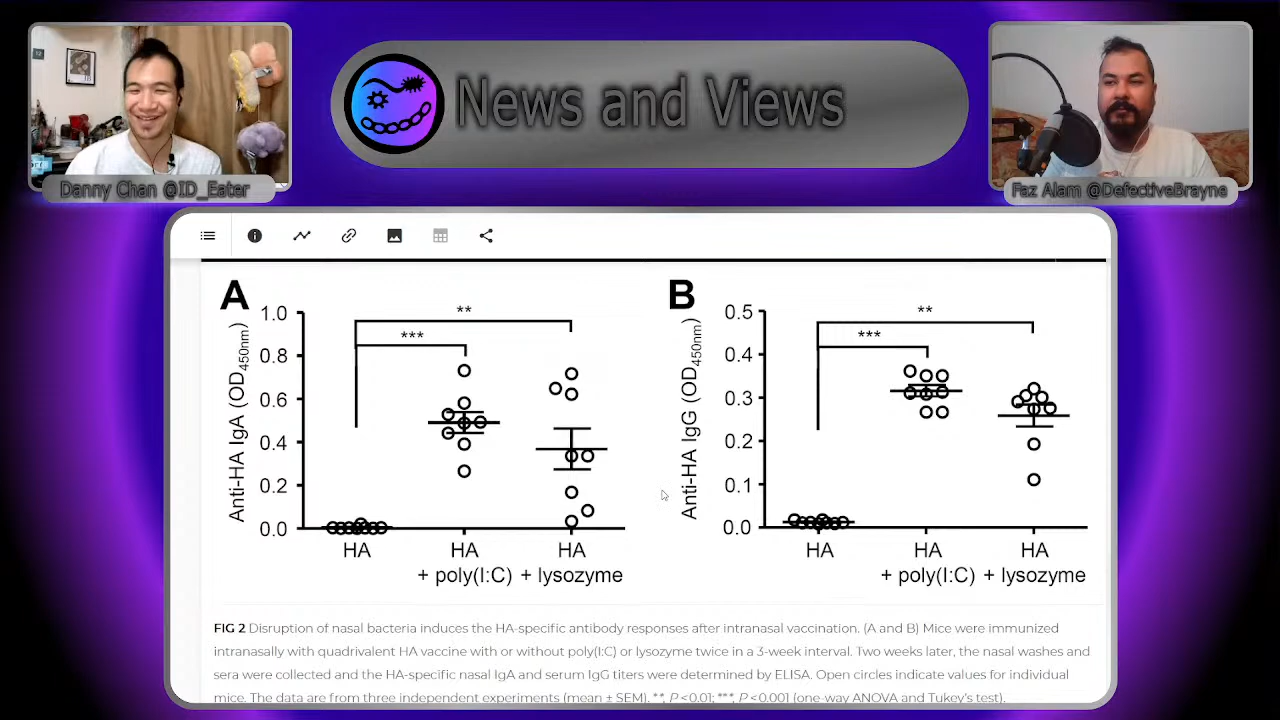 News and Views
Danny Chan @ID_Eater
Faz Alam @DefectiveBrayne
A
1.0
0.8
0.6
0.4
0.2
0.0
Anti-HA IgA (OD450nm)
**
***
HA
HA
+ poly(I:C)
HA
+ lysozyme
B
0.5
0.4
0.3
0.2
0.1
0.0
Anti-HA IgG (OD450nm)
**
***
HA
HA
+ poly(I:C)
HA
+ lysozyme
FIG 2 Disruption of nasal bacteria induces the HA-specific antibody responses after intranasal vaccination. (A and B) Mice were immunized
intranasally with quadrivalent HA vaccine with or without poly(I:C) or lysozyme twice in a 3-week interval. Two weeks later, the nasal washes and
sera were collected and the HA-specific nasal IgA and serum IgG titers were determined by ELISA. Open circles indicate values for individual
mice. The data are from three independent experiments (mean ± SEM). **, P < 0.01; ***, P < 0.001 (one-way ANOVA and Tukey's test).